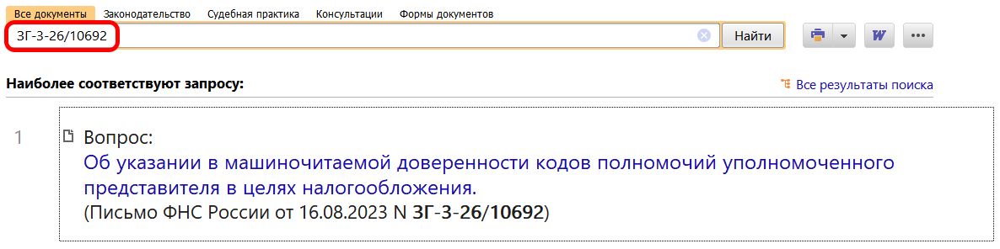 Все документы Законодательство Судебная практика Консультации Формы документов
ЗГ-3-26/10692 Найти W
Наиболее соответствуют запросу: Все результаты поиска
1 Вопрос:
Об указании в машиночитаемой доверенности кодов полномочий уполномоченного
представителя в целях налогообложения.
(Письмо ФНС России от 16.08.2023 N ЗГ-3-26/10692)